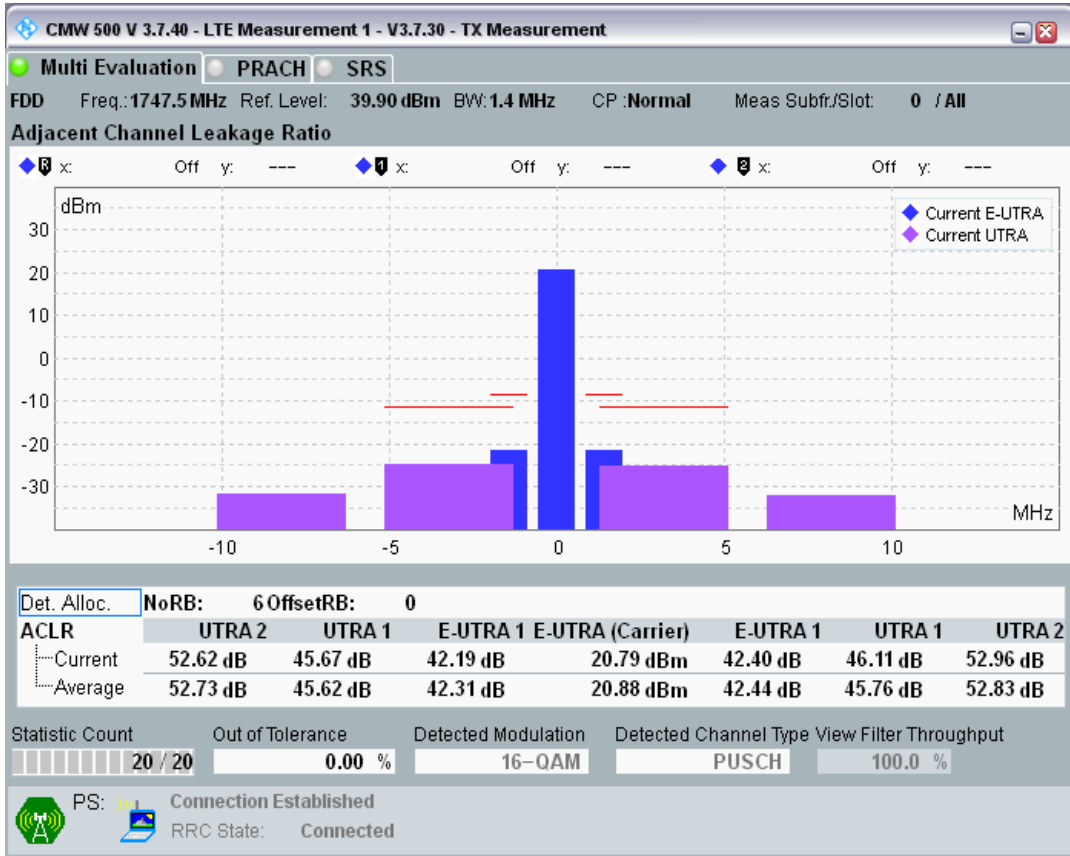 CMW 500 V 3.7.40 - LTE Measurement 1 - V3.7.30 - TX Measurement
Multi Evaluation PRACH SRS
FDD Freq.:1747.5 MHz Ref. Level: 39.90 dBm BW:1.4 MHz CP :Normal Meas Subfr./Slot: 0 / All
Adjacent Channel Leakage Ratio
R x: Off y: --- 1 x: Off y: --- 2 x: Off y: ---
dBm
Current E-UTRA
Current UTRA
30
20
10
0
-10
-20
-30
MHz
-10 -5 0 5 10
Det. Alloc. NoRB: 6 OffsetRB: 0
ACLR UTRA 2 UTRA 1 E-UTRA 1 E-UTRA (Carrier) E-UTRA 1 UTRA 1 UTRA 2
Current 52.62 dB 45.67 dB 42.19 dB 20.79 dBm 42.40 dB 46.11 dB 52.96 dB
Average 52.73 dB 45.62 dB 42.31 dB 20.88 dBm 42.44 dB 45.76 dB 52.83 dB
Statistic Count Out of Tolerance Detected Modulation Detected Channel Type View Filter Throughput
20 / 20 0.00 % 16-QAM PUSCH 100.0 %
PS: Connection Established
RRC State: Connected